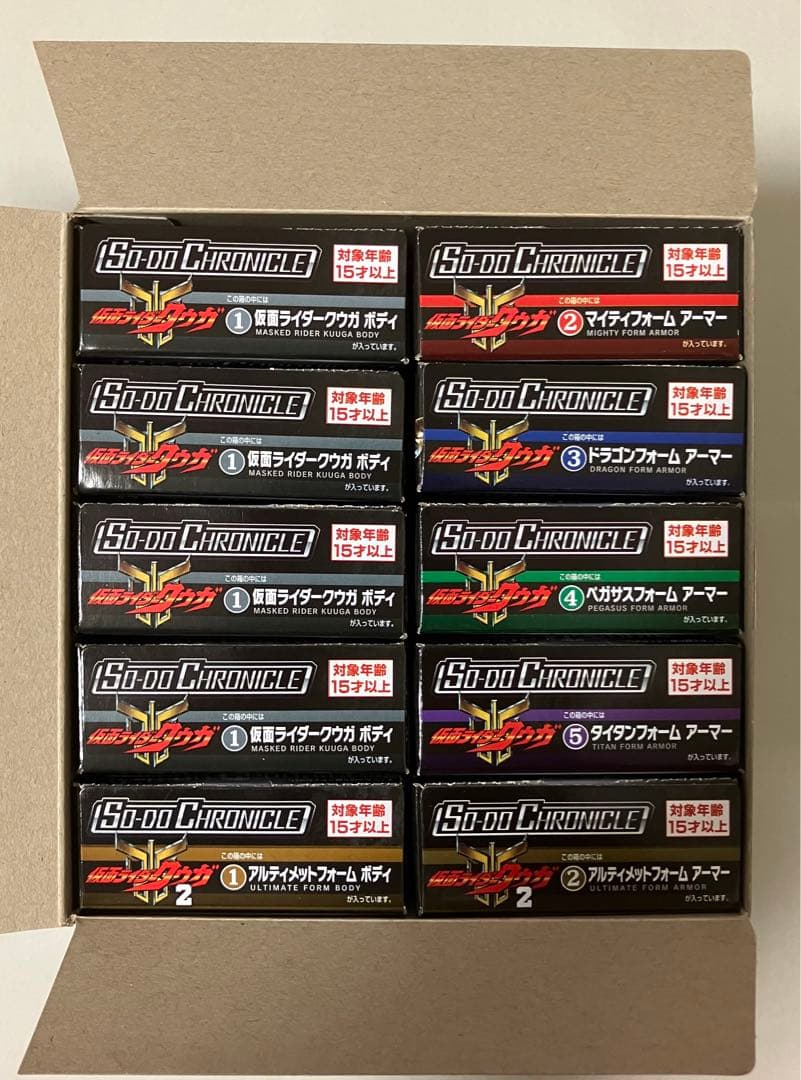 SO-DO CHRONICLE
対象年齢
15才以上
この箱の中には
仮面ライダークウガ
1 仮面ライダークウガ ボディ
MASKED RIDER KUUGA BODY
が入っています。
SO-DO CHRONICLE
対象年齢
15才以上
この箱の中には
仮面ライダークウガ
2 マイティフォーム アーマー
MIGHTY FORM ARMOR
が入っています。
SO-DO CHRONICLE
対象年齢
15才以上
この箱の中には
仮面ライダークウガ
1 仮面ライダークウガ ボディ
MASKED RIDER KUUGA BODY
が入っています。
SO-DO CHRONICLE
対象年齢
15才以上
この箱の中には
仮面ライダークウガ
3 ドラゴンフォーム アーマー
DRAGON FORM ARMOR
が入っています。
SO-DO CHRONICLE
対象年齢
15才以上
この箱の中には
仮面ライダークウガ
1 仮面ライダークウガ ボディ
MASKED RIDER KUUGA BODY
が入っています。
SO-DO CHRONICLE
対象年齢
15才以上
この箱の中には
仮面ライダークウガ
4 ペガサスフォーム アーマー
PEGASUS FORM ARMOR
が入っています。
SO-DO CHRONICLE
対象年齢
15才以上
この箱の中には
仮面ライダークウガ
1 仮面ライダークウガ ボディ
MASKED RIDER KUUGA BODY
が入っています。
SO-DO CHRONICLE
対象年齢
15才以上
この箱の中には
仮面ライダークウガ
5 タイタンフォーム アーマー
TITAN FORM ARMOR
が入っています。
SO-DO CHRONICLE
対象年齢
15才以上
この箱の中には
仮面ライダークウガ 2
1 アルティメットフォーム ボディ
ULTIMATE FORM BODY
が入っています。
SO-DO CHRONICLE
対象年齢
15才以上
この箱の中には
仮面ライダークウガ 2
2 アルティメットフォーム アーマー
ULTIMATE FORM ARMOR
が入っています。